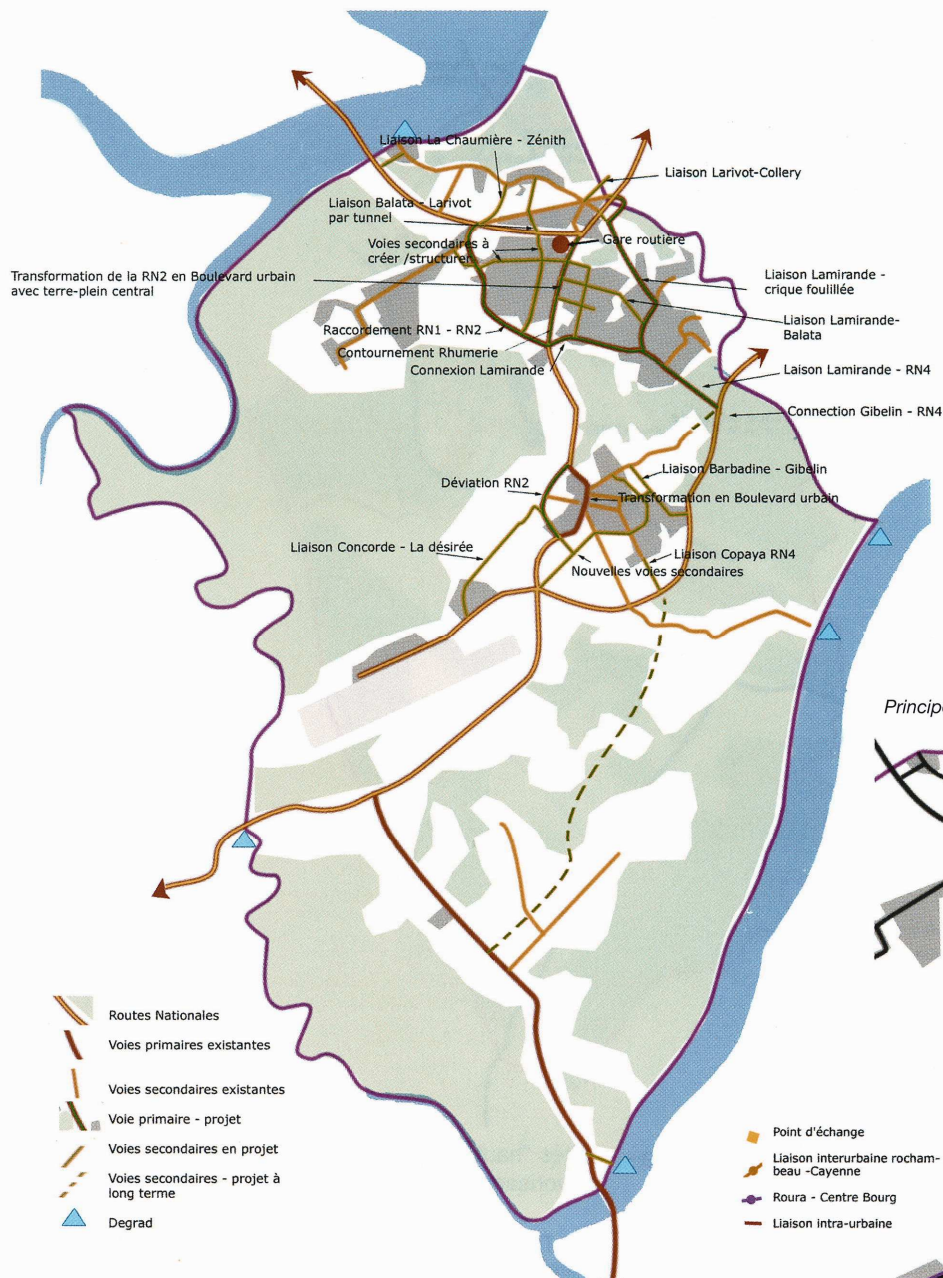 Liaison La Chaumière - Zénith
Liaison Larivot-Collery
Liaison Balata - Larivot
par tunnel
Voies secondaires à
créer /structurer
Gare routière
Transformation de la RN2 en Boulevard urbain
avec terre-plein central
Liaison Lamirande -
crique foulillée
Liaison Lamirande-
Balata
Raccordement RN1 - RN2
Contournement Rhumerie
Connexion Lamirande
Laison Lamirande - RN4
Connection Gibelin - RN4
Liaison Barbadine - Gibelin
Déviation RN2
Transformation en Boulevard urbain
Liaison Concorde - La désirée
Liaison Copaya RN4
Nouvelles voies secondaires
Routes Nationales
Voies primaires existantes
Voies secondaires existantes
Voie primaire - projet
Voies secondaires en projet
Voies secondaires - projet à
long terme
Degrad
Point d'échange
Liaison interurbaine rocham-
beau -Cayenne
Roura - Centre Bourg
Liaison intra-urbaine